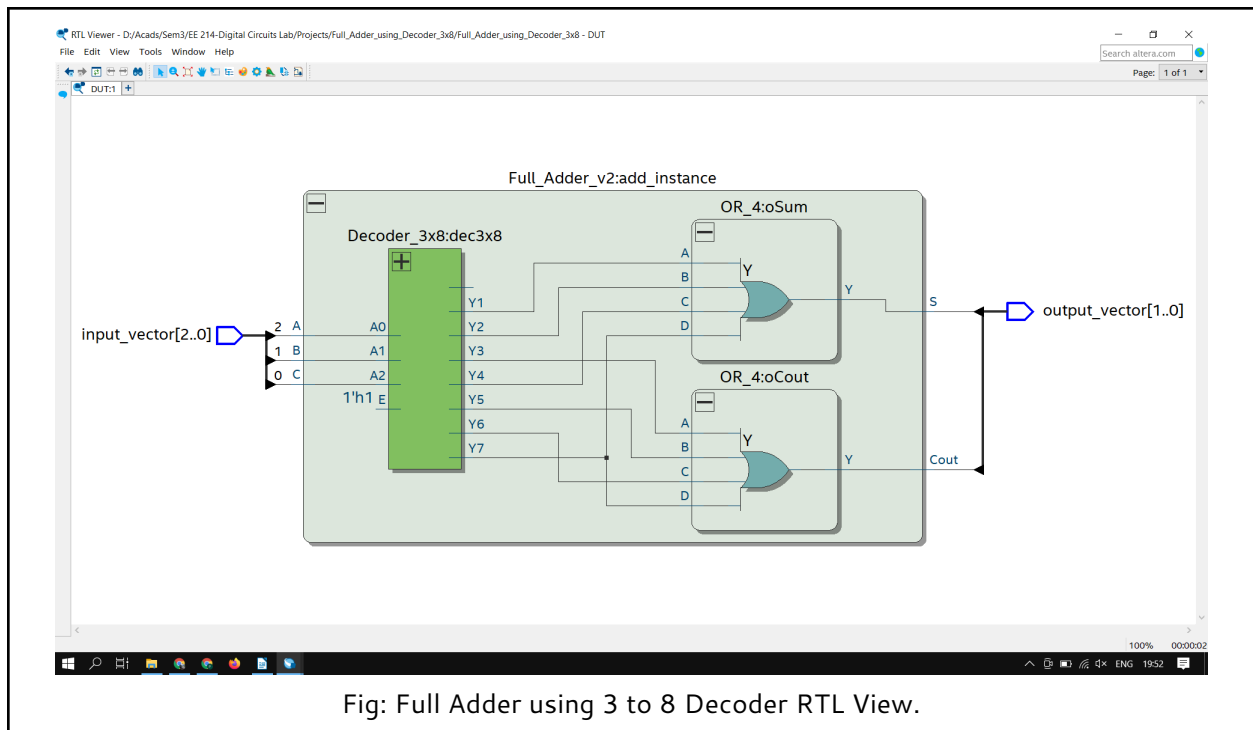 RTL Viewer - D:/Acads/Sem3/EE 214-Digital Circuits Lab/Projects/Full_Adder_using_Decoder_3x8/Full_Adder_using_Decoder_3x8 - DUT
File Edit View Tools Window Help
Search altera.com
Page: 1 of 1
DUT:1
Full_Adder_v2:add_instance
OR_4:oSum
Decoder_3x8:dec3x8
A
B
C
D
Y
Y
S
Y1
Y2
Y3
Y4
Y5
Y6
Y7
input_vector[2..0]
2 A A0
1 B A1
0 C A2
1'h1 E
output_vector[1..0]
OR_4:oCout
A
B
C
D
Y
Y
Cout
100% 00:00:02
ENG 19:52
Fig: Full Adder using 3 to 8 Decoder RTL View.